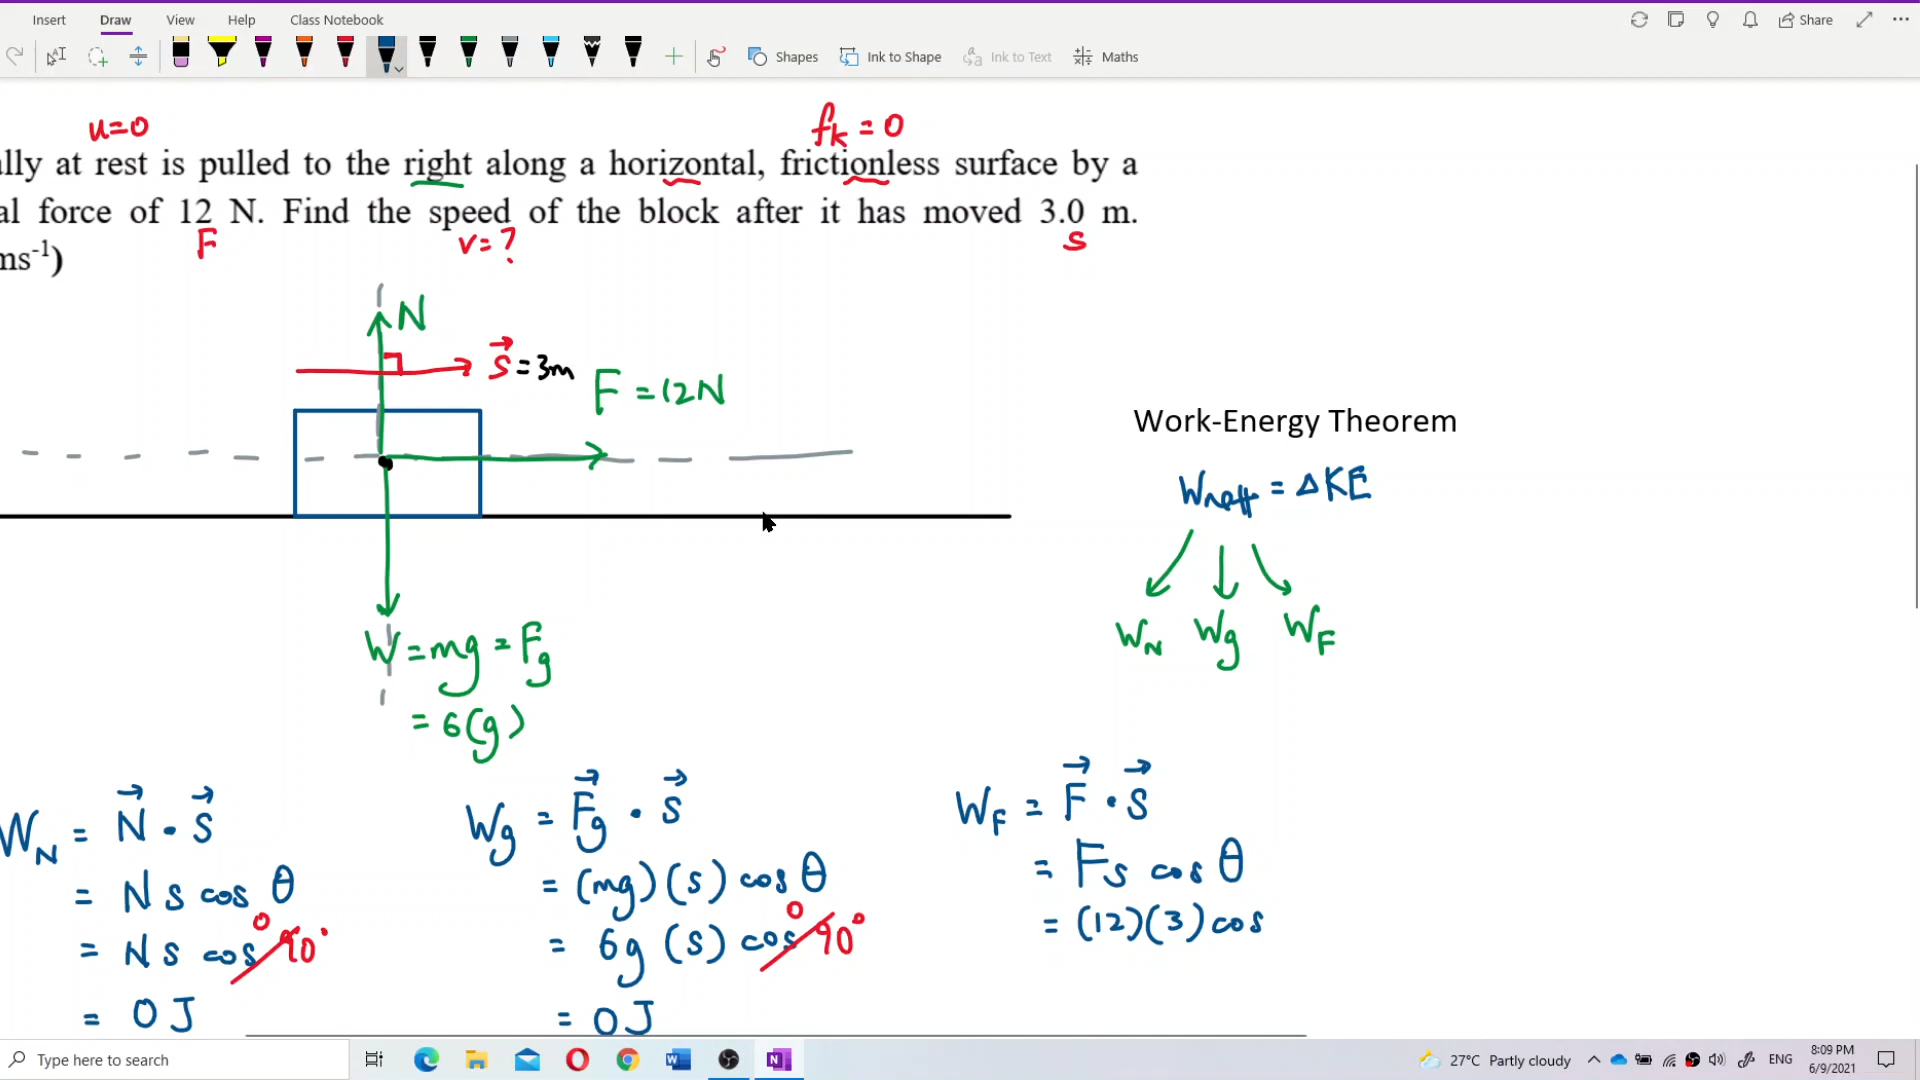 Insert Draw View Help Class Notebook Share
Shapes Ink to Shape Ink to Text Maths
u=0 fk = 0
ally at rest is pulled to the right along a horizontal, frictionless surface by a
al force of 12 N. Find the speed of the block after it has moved 3.0 m.
F v=? s
ms⁻¹)
N
s = 3m
F = 12N
Work-Energy Theorem
Wnett = ΔKE
WN Wg WF
W = mg = Fg
= 6(g)
WN = N • s
= N s cos θ
= N s cos 90° 0
= 0 J
Wg = Fg • s
= (mg)(s) cos θ
= 6g (s) cos 90° 0
= 0 J
WF = F • s
= Fs cos θ
= (12)(3) cos
Type here to search
27°C Partly cloudy ENG 8:09 PM
6/9/2021